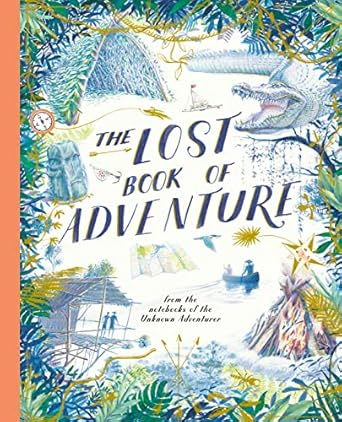 THE LOST
BOOK OF
ADVENTURE
from the
notebooks of the
Unknown Adventurer